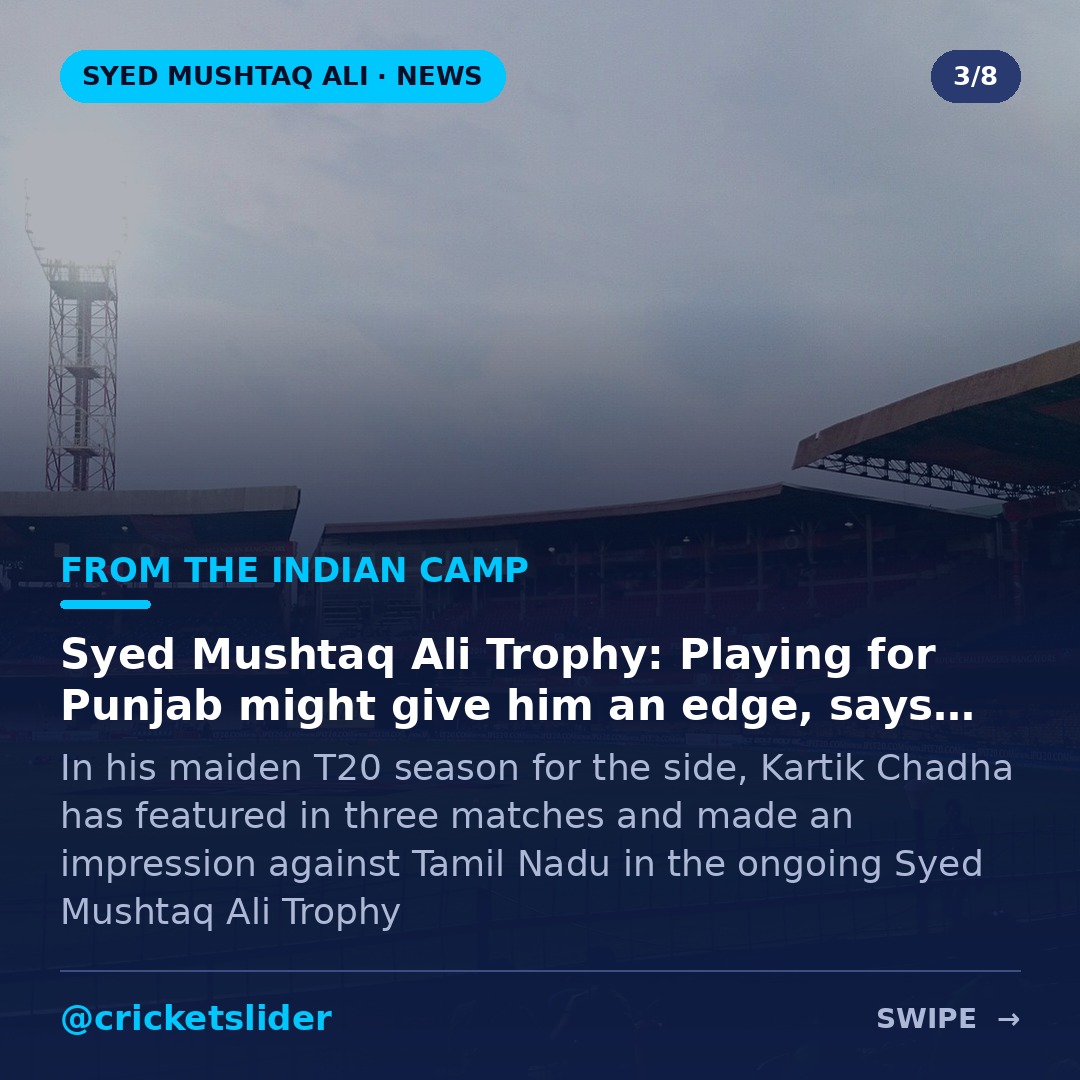 SYED MUSHTAQ ALI · NEWS
3/8
FROM THE INDIAN CAMP
Syed Mushtaq Ali Trophy: Playing for
Punjab might give him an edge, says…
In his maiden T20 season for the side, Kartik Chadha
has featured in three matches and made an
impression against Tamil Nadu in the ongoing Syed
Mushtaq Ali Trophy
@cricketslider
SWIPE →